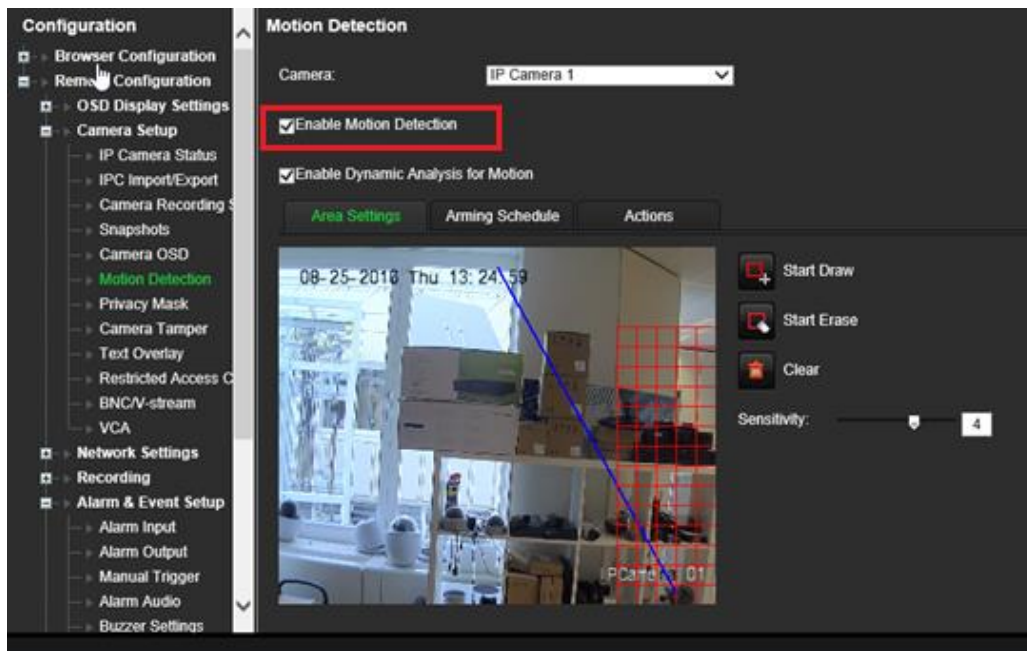 Configuration
Browser Configuration
Remote Configuration
OSD Display Settings
Camera Setup
IP Camera Status
IPC Import/Export
Camera Recording S
Snapshots
Camera OSD
Motion Detection
Privacy Mask
Camera Tamper
Text Overlay
Restricted Access C
BNC/V-stream
VCA
Network Settings
Recording
Alarm & Event Setup
Alarm Input
Alarm Output
Manual Trigger
Alarm Audio
Buzzer Settings
Motion Detection
Camera:
IP Camera 1
Enable Motion Detection
Enable Dynamic Analysis for Motion
Area Settings
Arming Schedule
Actions
08-25-2016 Thu 13:24:59
IPCamera 01
Start Draw
Start Erase
Clear
Sensitivity:
4